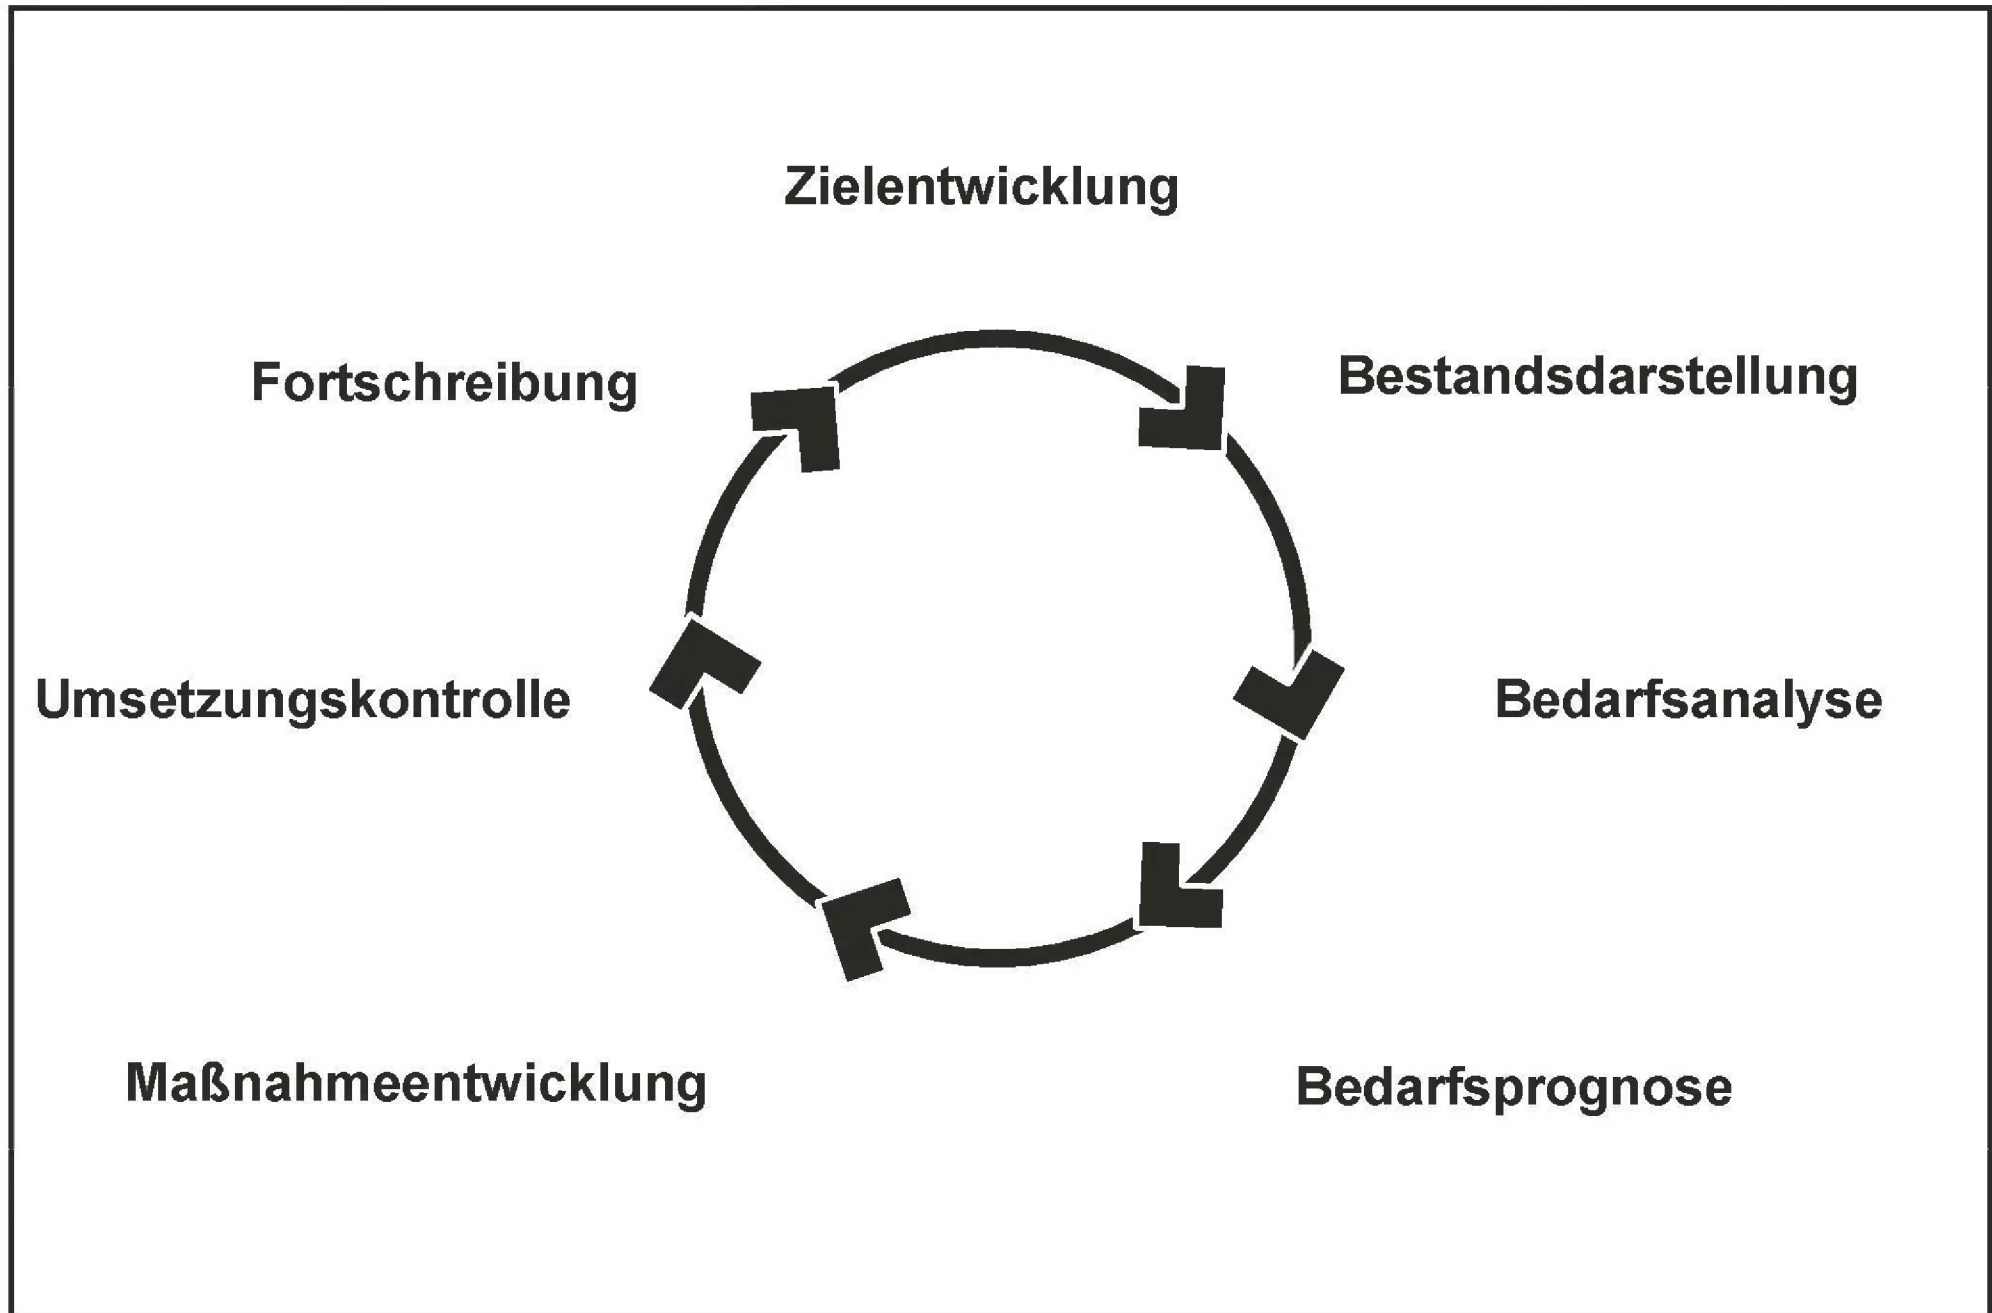 Zielentwicklung
Fortschreibung
Bestandsdarstellung
Umsetzungskontrolle
Bedarfsanalyse
Maßnahmeentwicklung
Bedarfsprognose